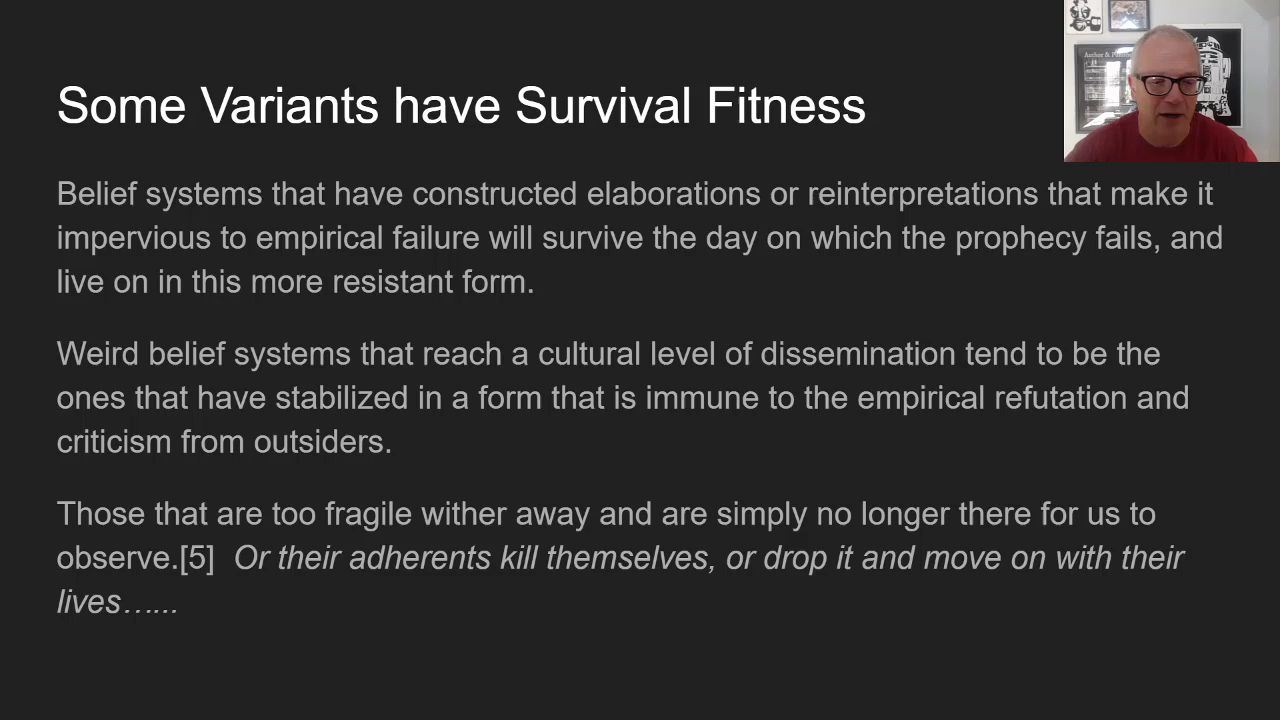 Some Variants have Survival Fitness
Belief systems that have constructed elaborations or reinterpretations that make it
impervious to empirical failure will survive the day on which the prophecy fails, and
live on in this more resistant form.
Weird belief systems that reach a cultural level of dissemination tend to be the
ones that have stabilized in a form that is immune to the empirical refutation and
criticism from outsiders.
Those that are too fragile wither away and are simply no longer there for us to
observe.[5]  Or their adherents kill themselves, or drop it and move on with their
lives…...
Author &